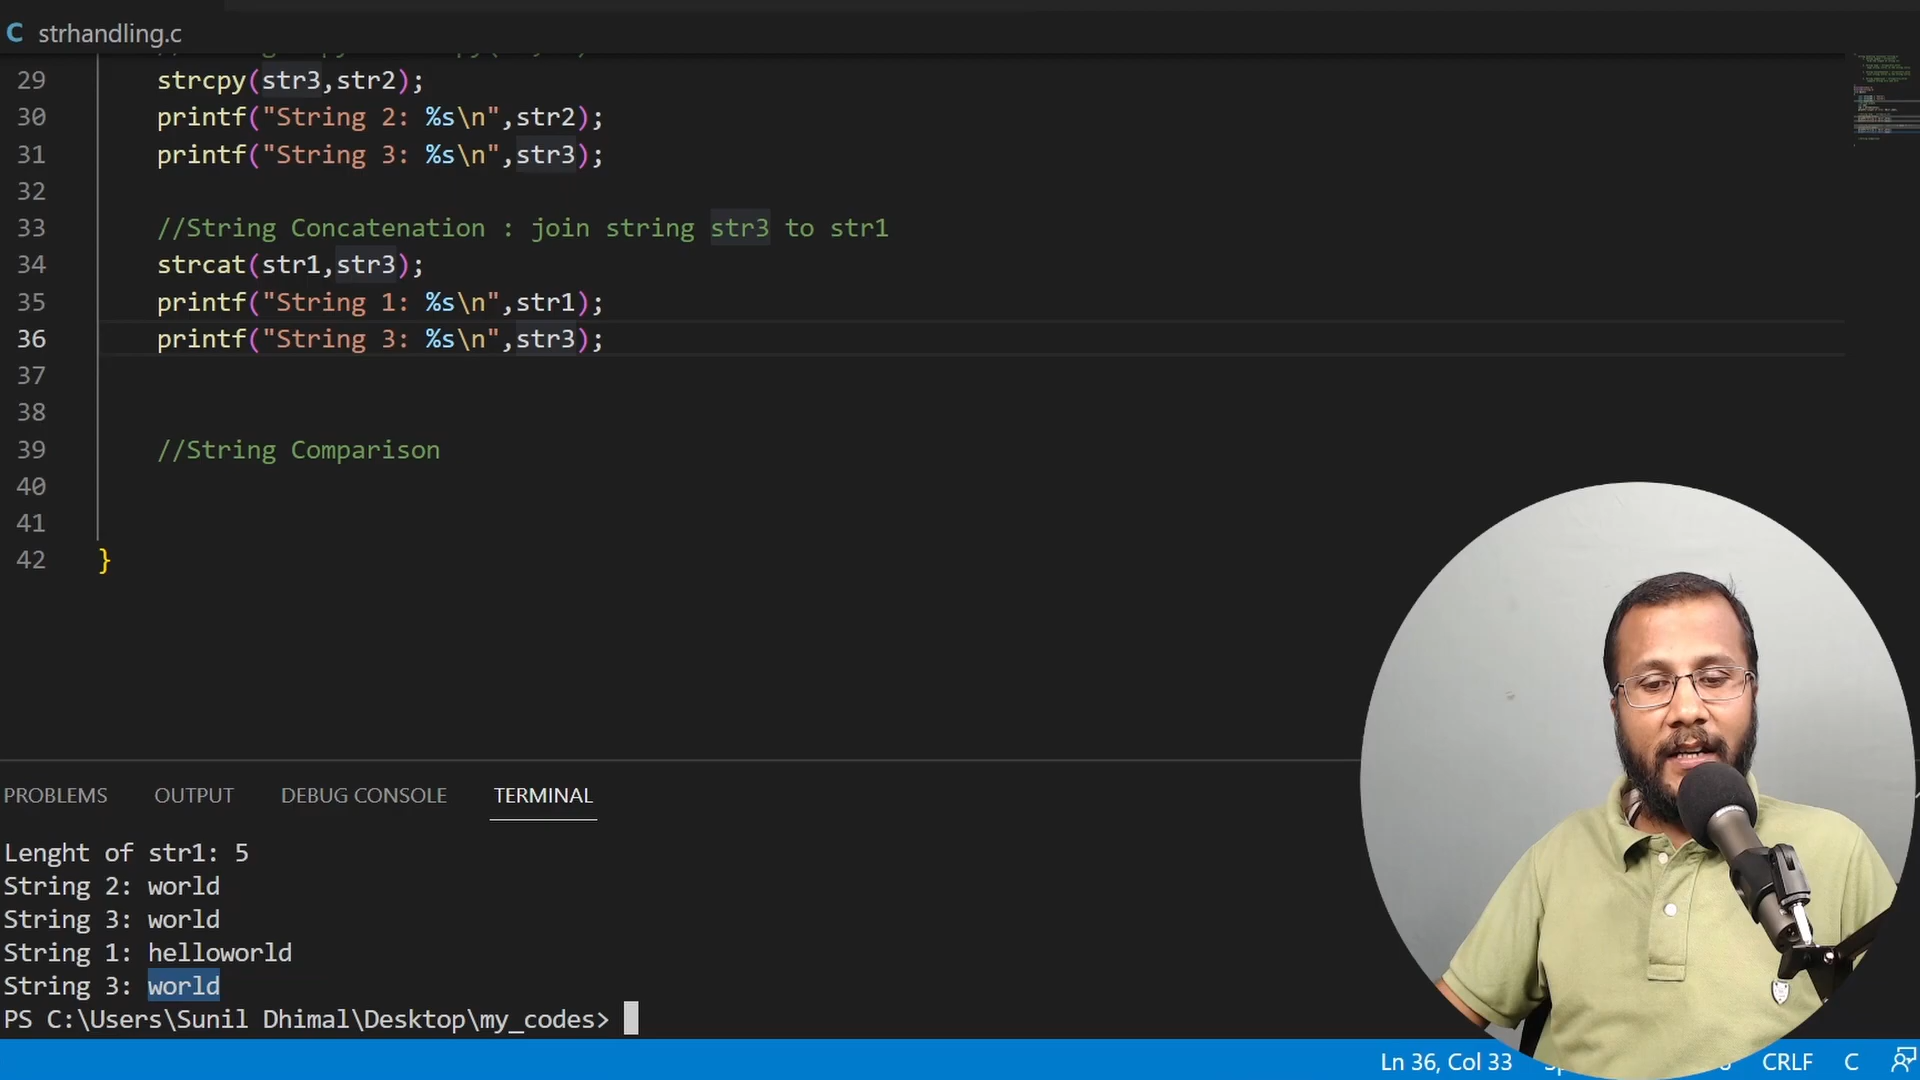 C strhandling.c
29 strcpy(str3,str2);
30 printf("String 2: %s\n",str2);
31 printf("String 3: %s\n",str3);
32
33 //String Concatenation : join string str3 to str1
34 strcat(str1,str3);
35 printf("String 1: %s\n",str1);
36 printf("String 3: %s\n",str3);
37
38
39 //String Comparison
40
41
42 }
PROBLEMS OUTPUT DEBUG CONSOLE TERMINAL
Lenght of str1: 5
String 2: world
String 3: world
String 1: helloworld
String 3: world
PS C:\Users\Sunil Dhimal\Desktop\my_codes>
Ln 36, Col 33 CRLF C